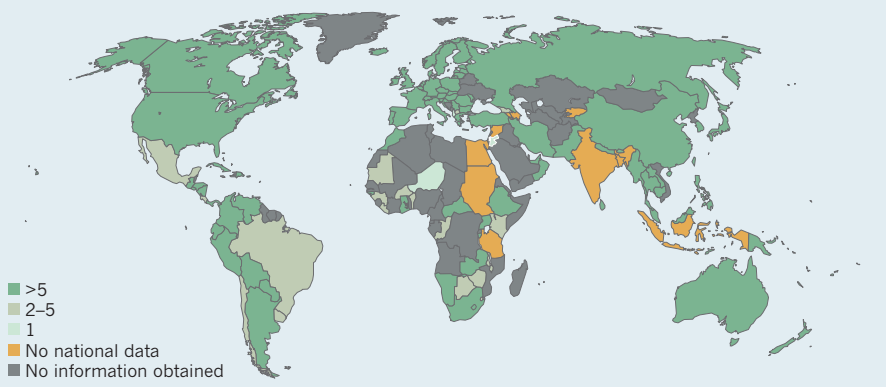 >5
2–5
1
No national data
No information obtained